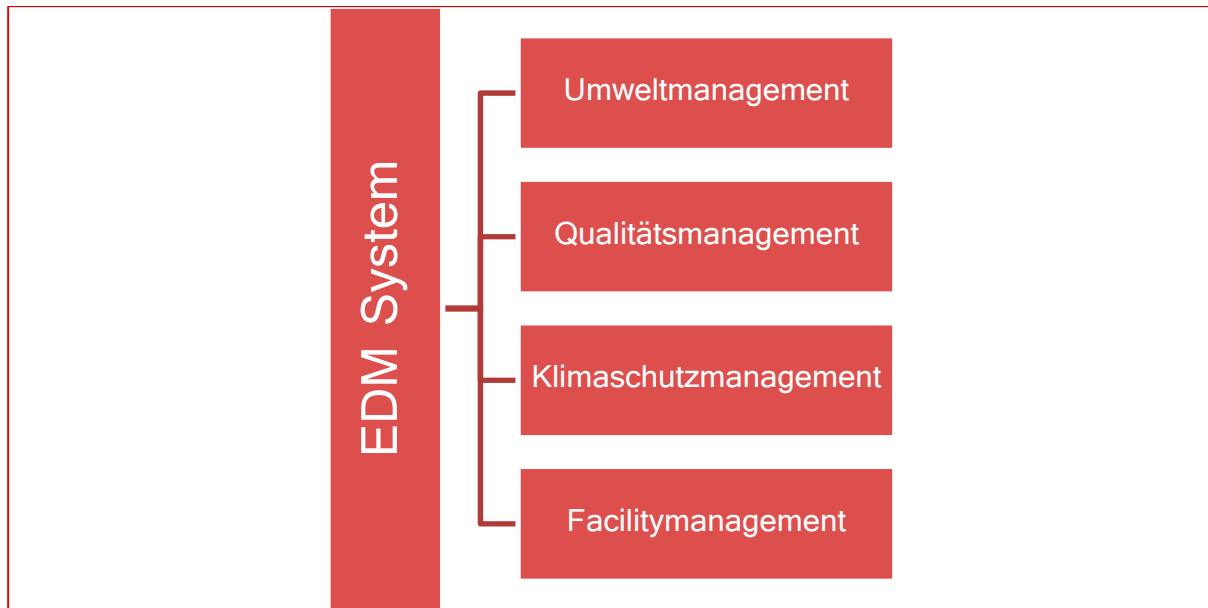 EDM System
Umweltmanagement
Qualitätsmanagement
Klimaschutzmanagement
Facilitymanagement